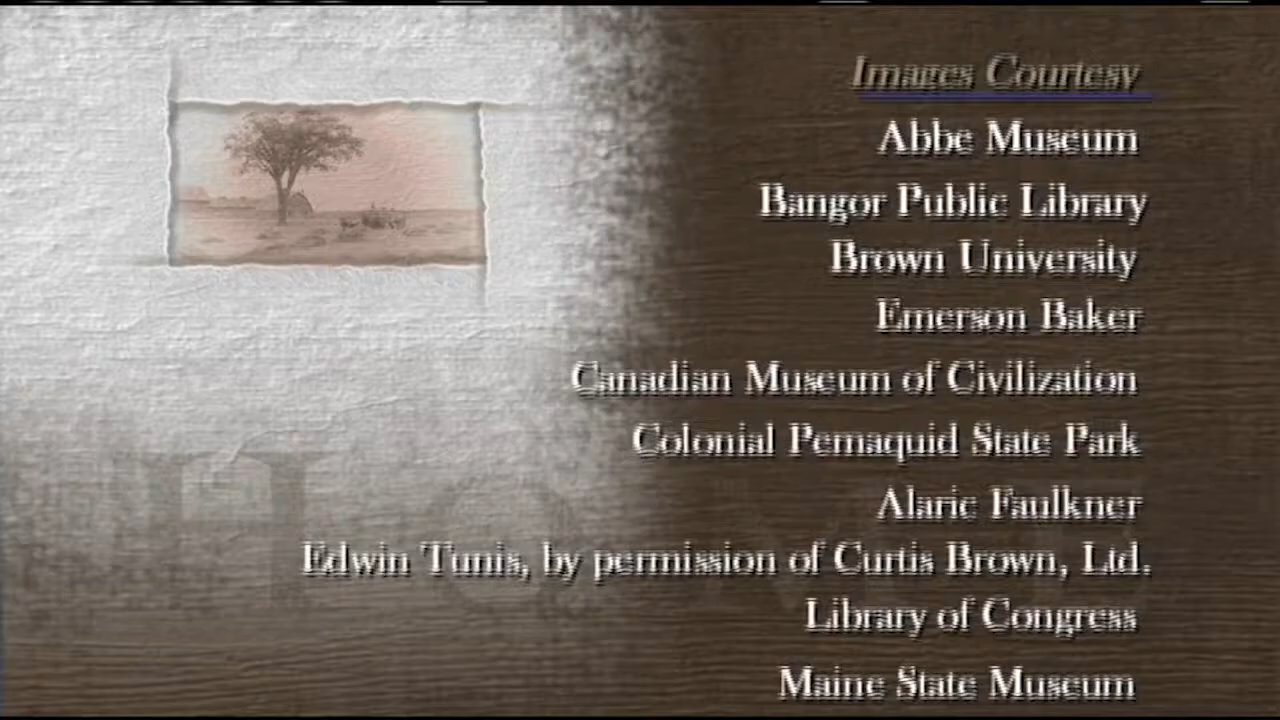 Images Courtesy
Abbe Museum
Bangor Public Library
Brown University
Emerson Baker
Canadian Museum of Civilization
Colonial Pemaquid State Park
Alaric Faulkner
Edwin Tunis, by permission of Curtis Brown, Ltd.
Library of Congress
Maine State Museum